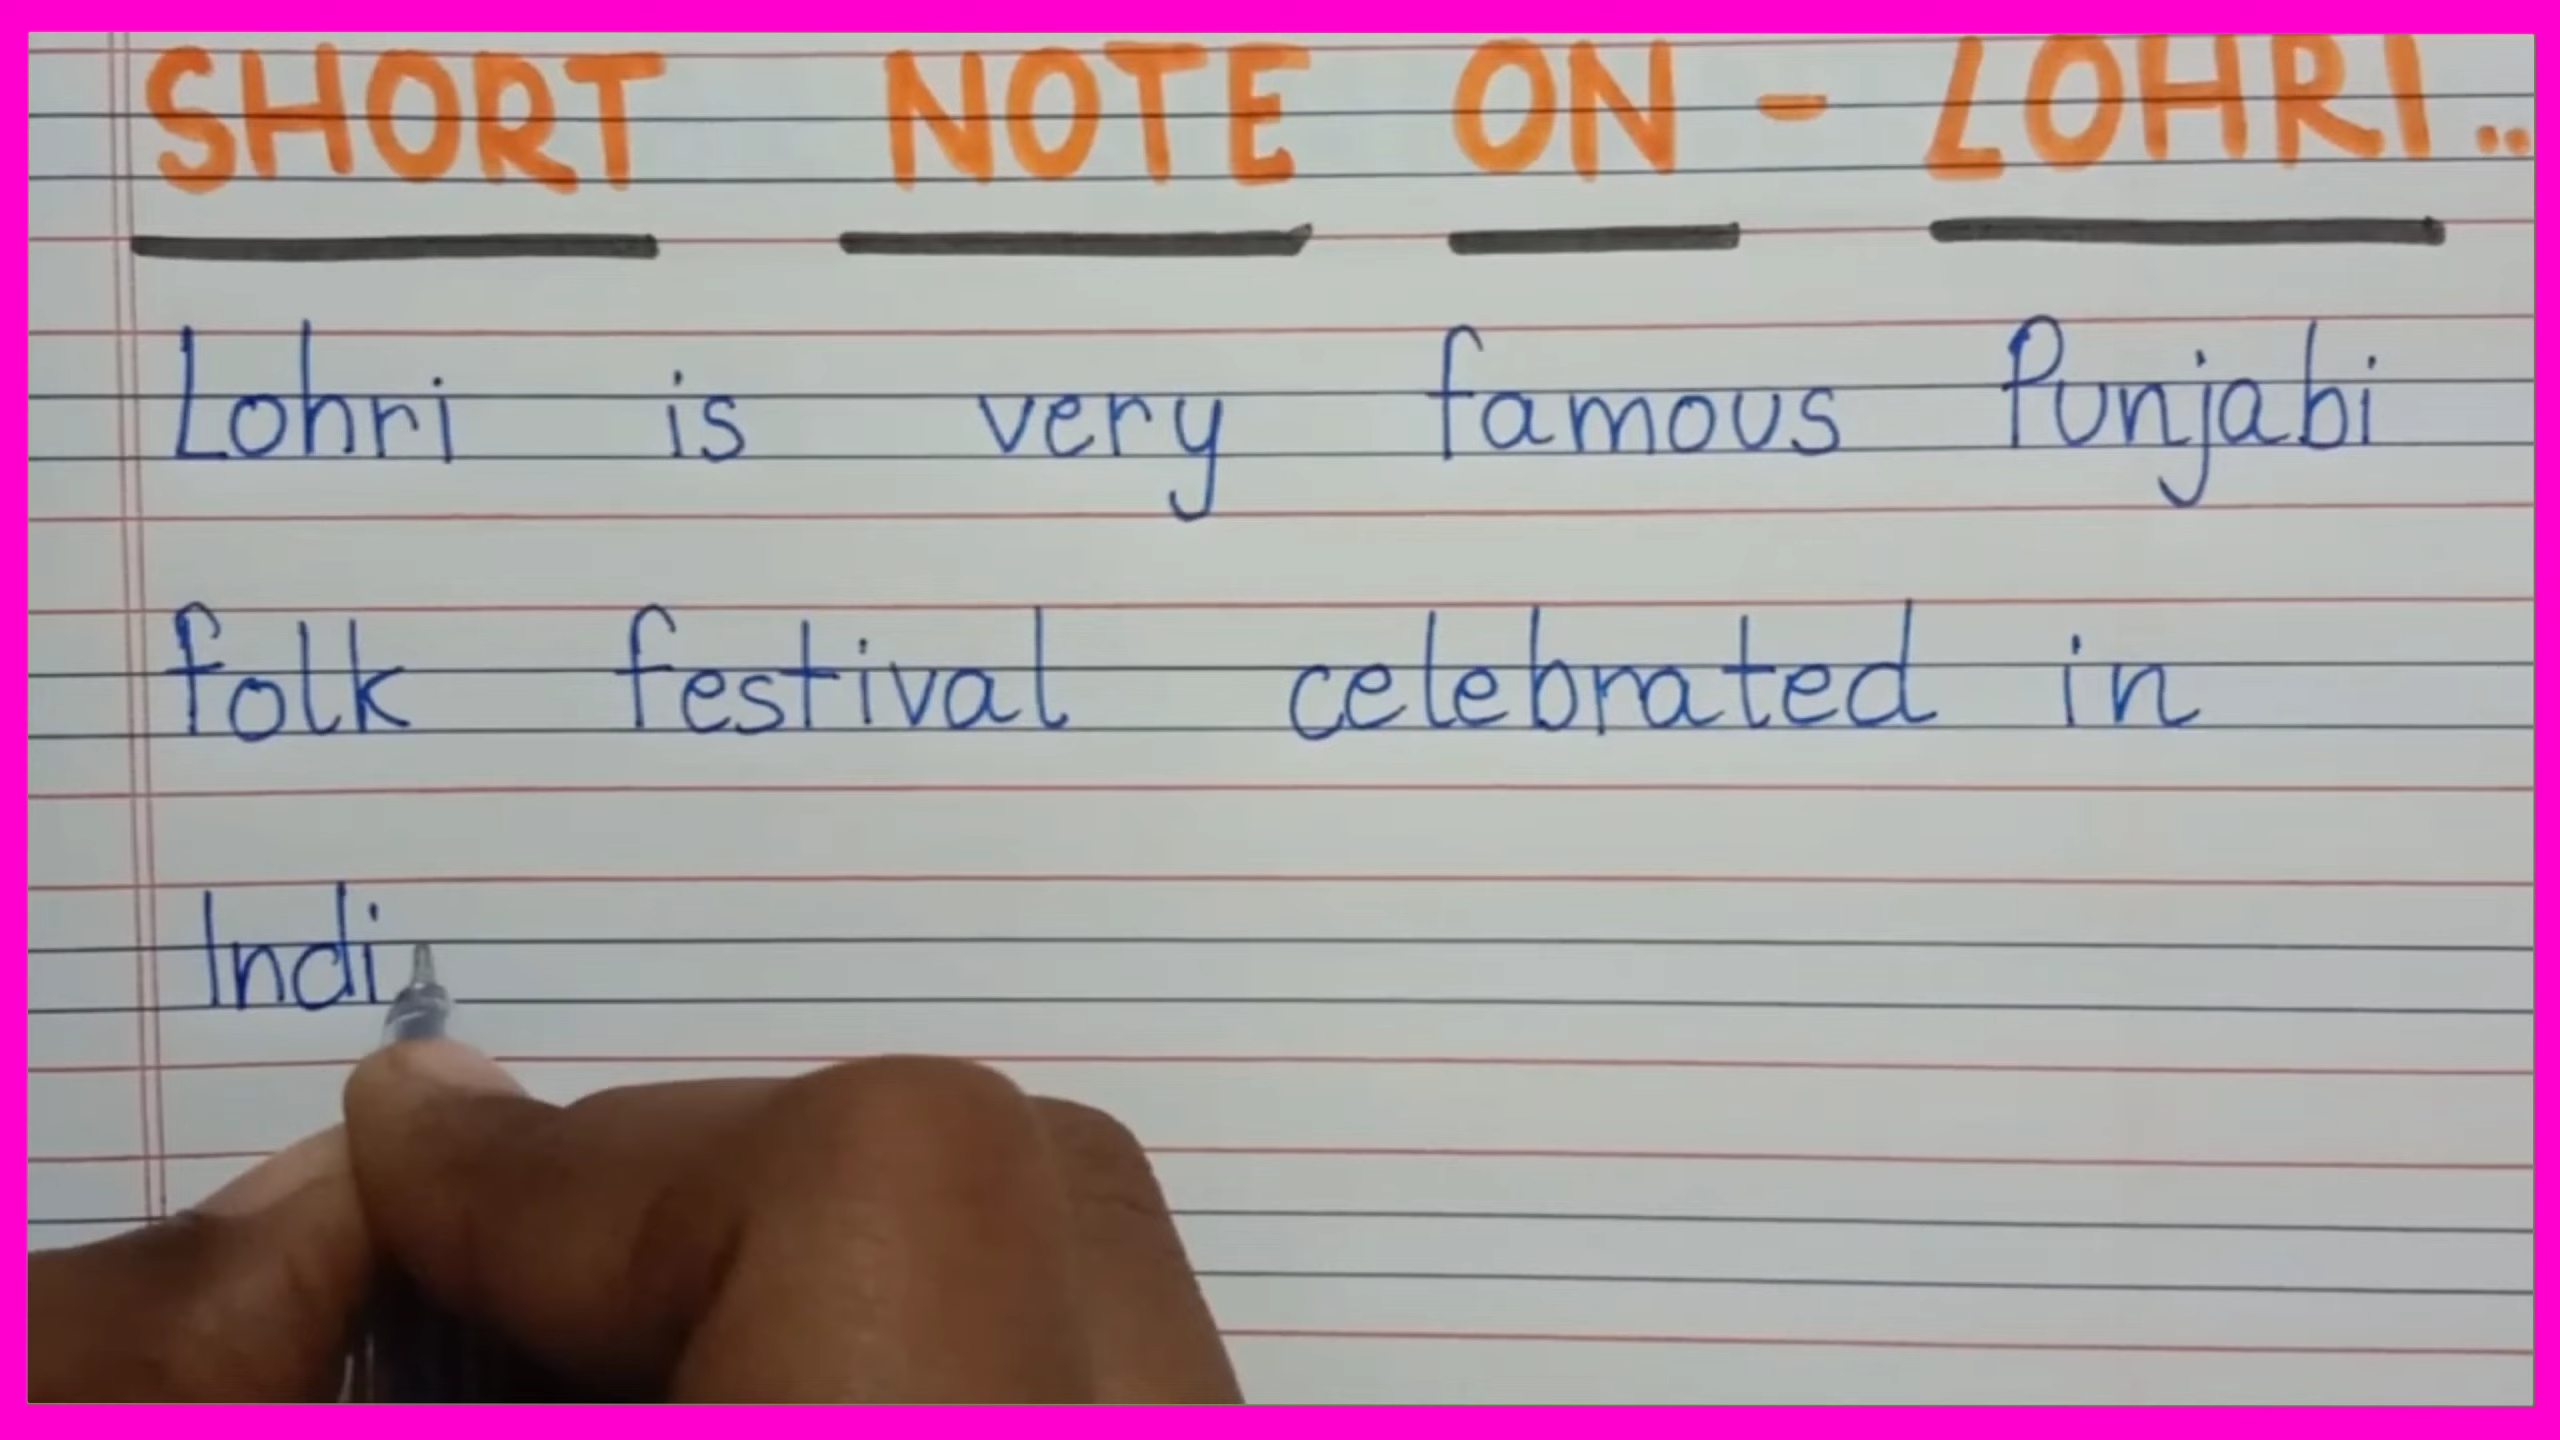 SHORT NOTE ON - LOHRI..
Lohri is very famous Punjabi
folk festival celebrated in
Indi